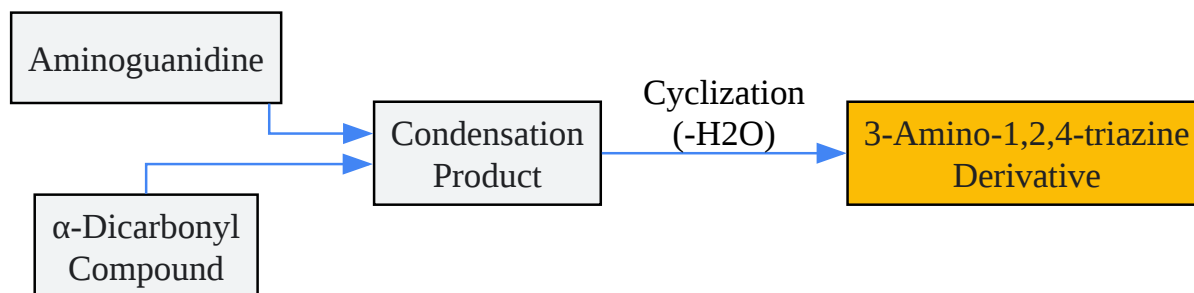 Aminoguanidine
α-Dicarbonyl
Compound
Condensation
Product
Cyclization
(-H2O)
3-Amino-1,2,4-triazine
Derivative